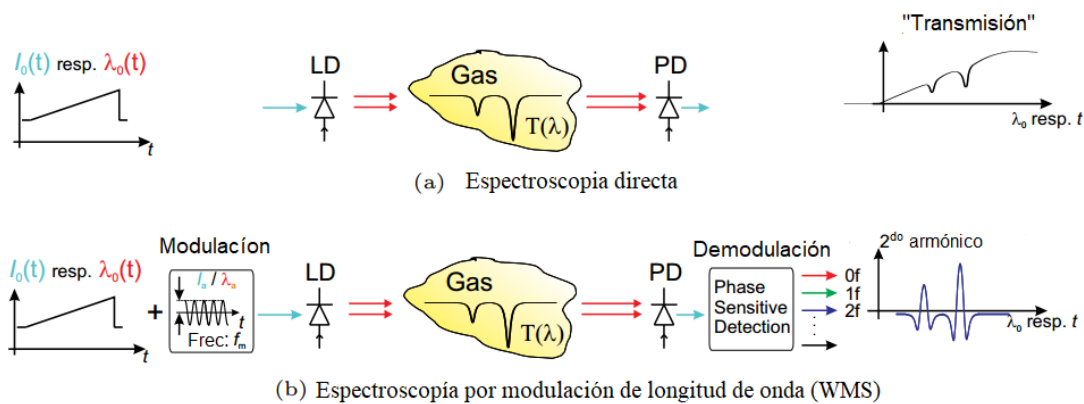 "Transmisión"
I₀(t) resp. λ₀(t)
LD
Gas
PD
T(λ)
t
λ₀ resp. t
(a) Espectroscopia directa
Modulacíon
Demodulación
2do armónico
I₀(t) resp. λ₀(t)
LD
Gas
PD
Iₐ / λₐ
+
t
Frec: fₘ
T(λ)
Phase
Sensitive
Detection
0f
1f
2f
t
λ₀ resp. t
(b) Espectroscopía por modulación de longitud de onda (WMS)